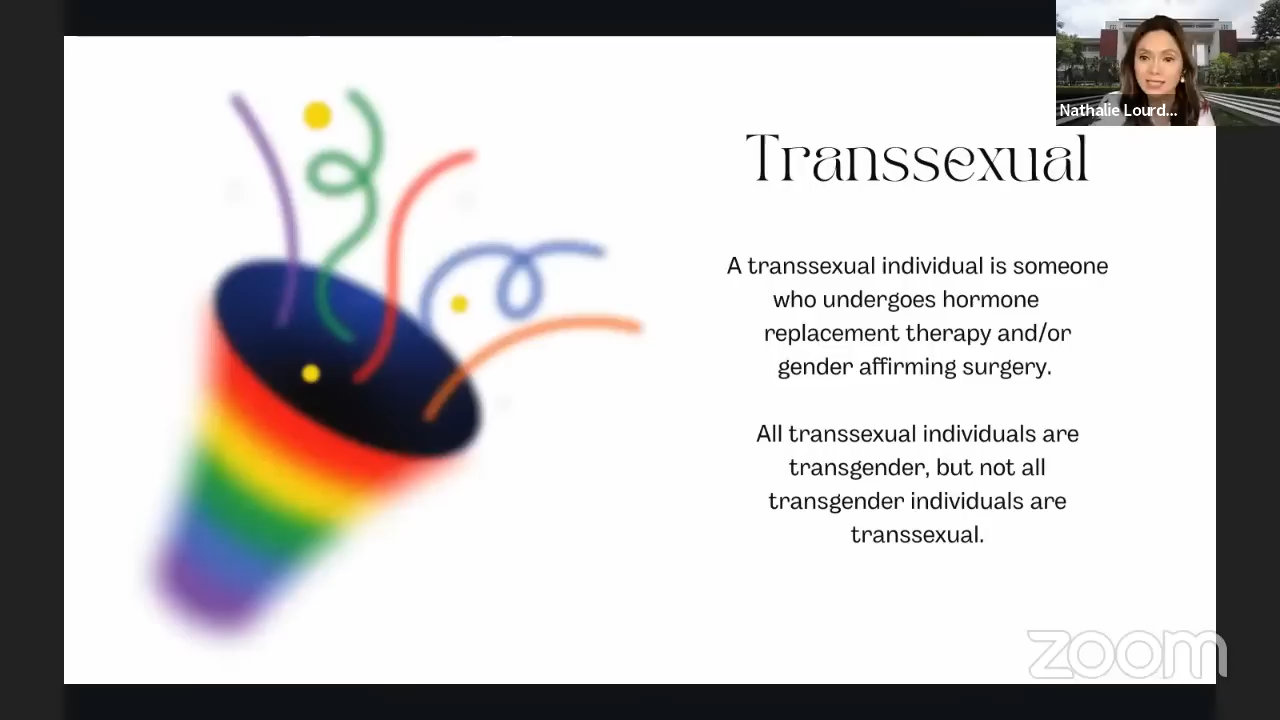 Nathalie Lourd...
Transsexual
A transsexual individual is someone
who undergoes hormone
replacement therapy and/or
gender affirming surgery.
All transsexual individuals are
transgender, but not all
transgender individuals are
transsexual.
zoom